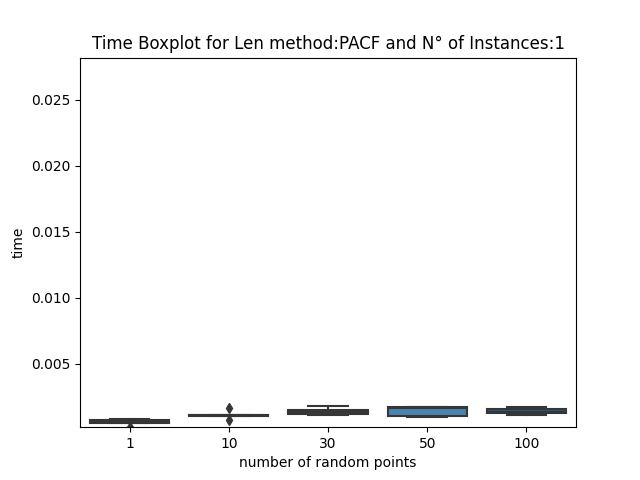 Time Boxplot for Len method:PACF and N° of Instances:1
0.025
0.020
0.015
0.010
0.005
time
1 10 30 50 100
number of random points